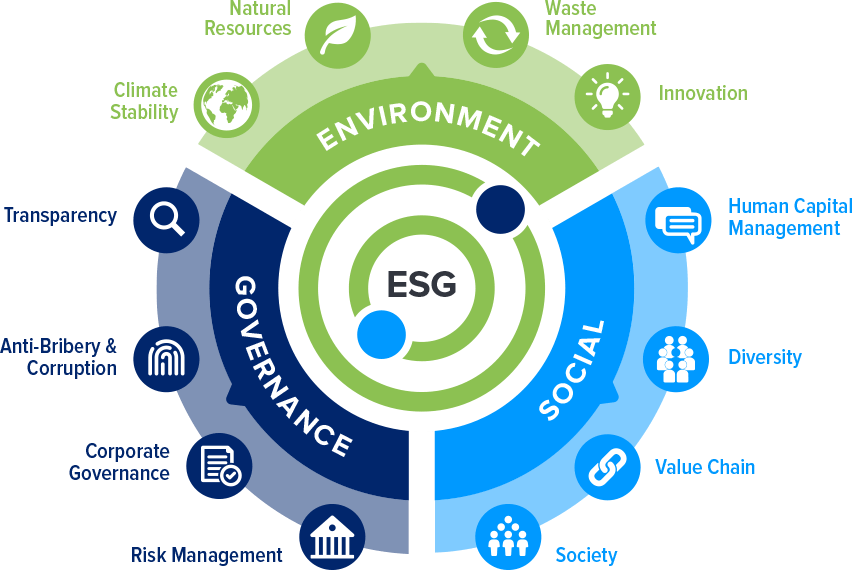 Natural
Resources
Waste
Management
Climate
Stability
Innovation
ENVIRONMENT
Transparency
Human Capital
Management
ESG
GOVERNANCE
SOCIAL
Anti-Bribery &
Corruption
Diversity
Corporate
Governance
Value Chain
Risk Management
Society